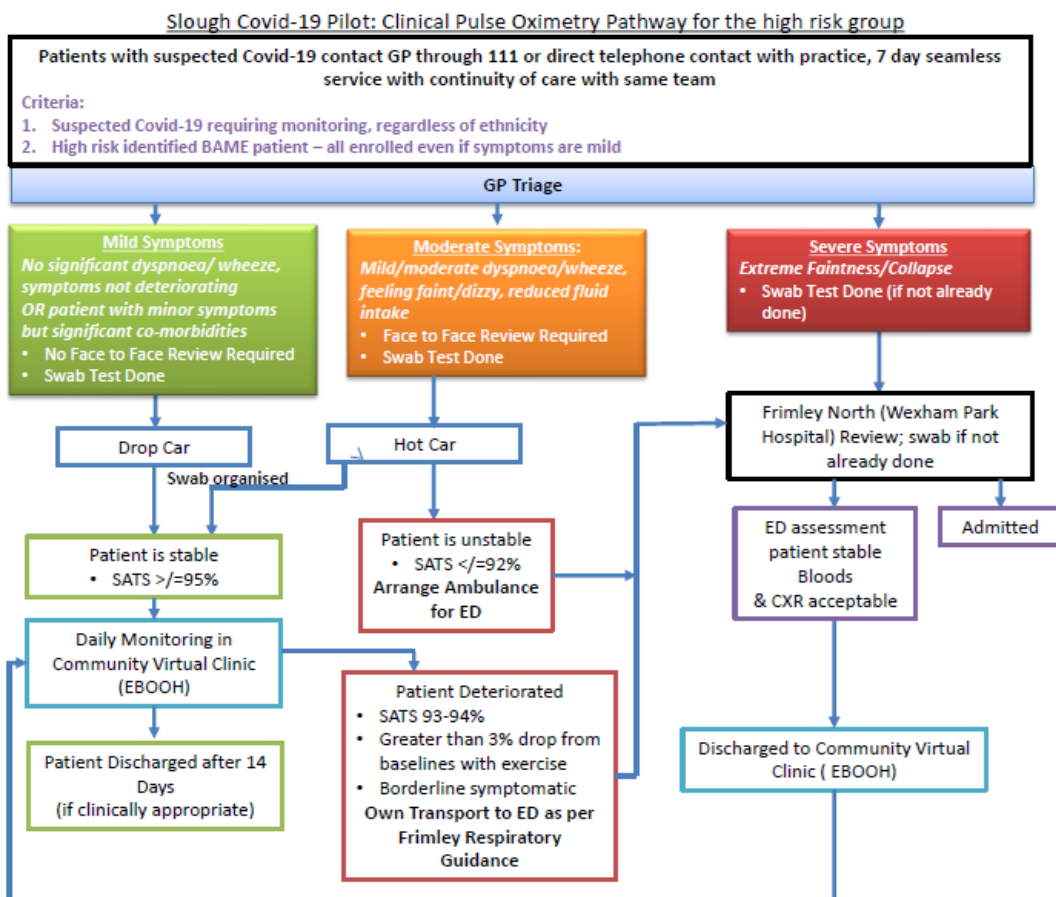 Slough Covid-19 Pilot: Clinical Pulse Oximetry Pathway for the high risk group
Patients with suspected Covid-19 contact GP through 111 or direct telephone contact with practice, 7 day seamless
service with continuity of care with same team
Criteria:
1. Suspected Covid-19 requiring monitoring, regardless of ethnicity
2. High risk identified BAME patient – all enrolled even if symptoms are mild
GP Triage
Mild Symptoms
No significant dyspnoea/ wheeze,
symptoms not deteriorating
OR patient with minor symptoms
but significant co-morbidities
• No Face to Face Review Required
• Swab Test Done
Moderate Symptoms:
Mild/moderate dyspnoea/wheeze,
feeling faint/dizzy, reduced fluid
intake
• Face to Face Review Required
• Swab Test Done
Severe Symptoms
Extreme Faintness/Collapse
• Swab Test Done (if not already
done)
Drop Car
Swab organised
Hot Car
Frimley North (Wexham Park
Hospital) Review; swab if not
already done
Patient is stable
• SATS >/=95%
Patient is unstable
• SATS </=92%
Arrange Ambulance
for ED
ED assessment
patient stable
Bloods
& CXR acceptable
Admitted
Daily Monitoring in
Community Virtual Clinic
(EBOOH)
Patient Deteriorated
• SATS 93-94%
• Greater than 3% drop from
baselines with exercise
• Borderline symptomatic
Own Transport to ED as per
Frimley Respiratory
Guidance
Patient Discharged after 14
Days
(if clinically appropriate)
Discharged to Community Virtual
Clinic ( EBOOH)